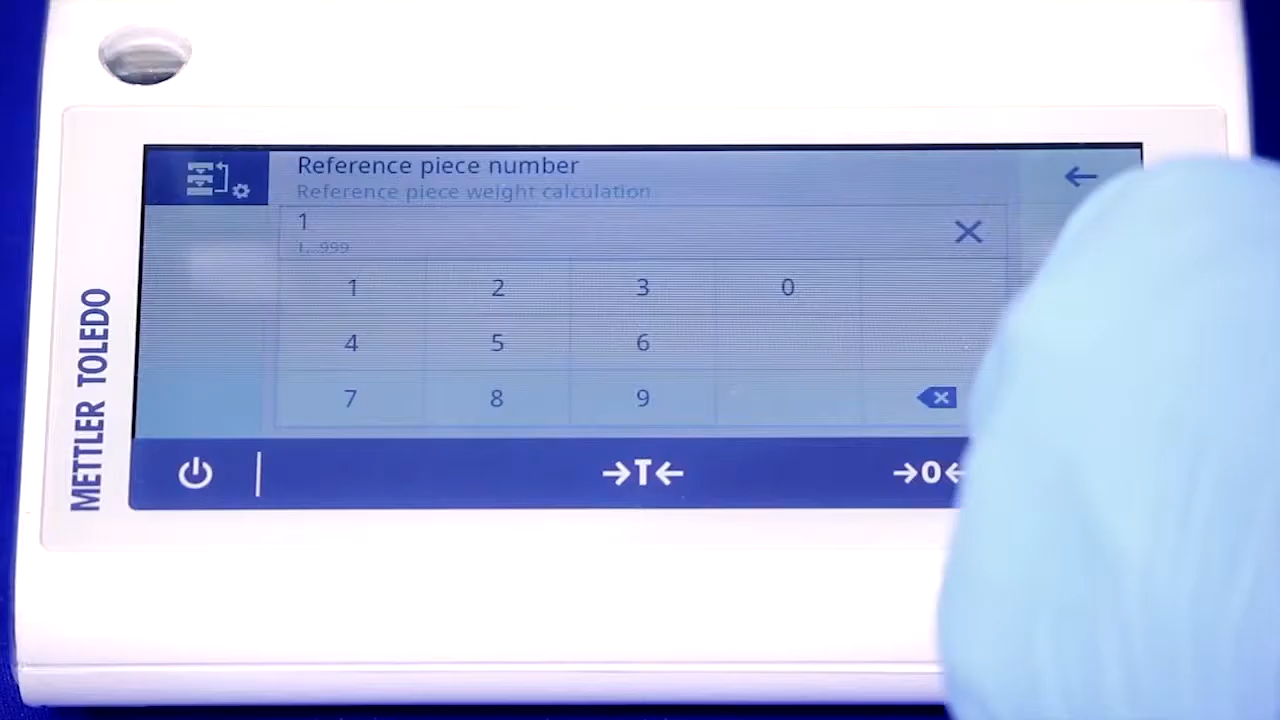 Reference piece number
Reference piece weight calculation
1
1...999
1 2 3 0
4 5 6
7 8 9
→T←
→0←
METTLER TOLEDO